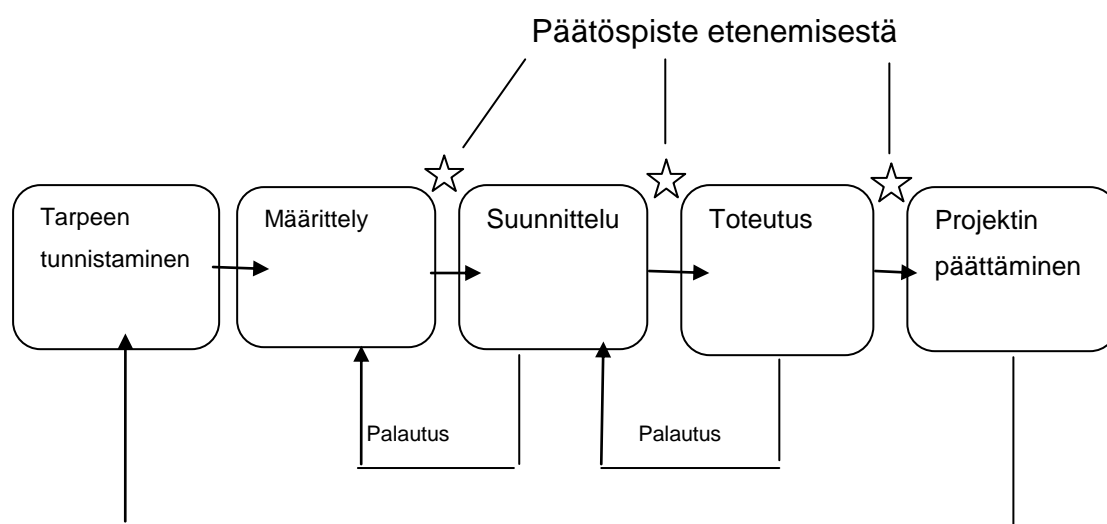 Päätöspiste etenemisestä
Tarpeen
tunnistaminen
Määrittely
Suunnittelu
Toteutus
Projektin
päättäminen
Palautus
Palautus